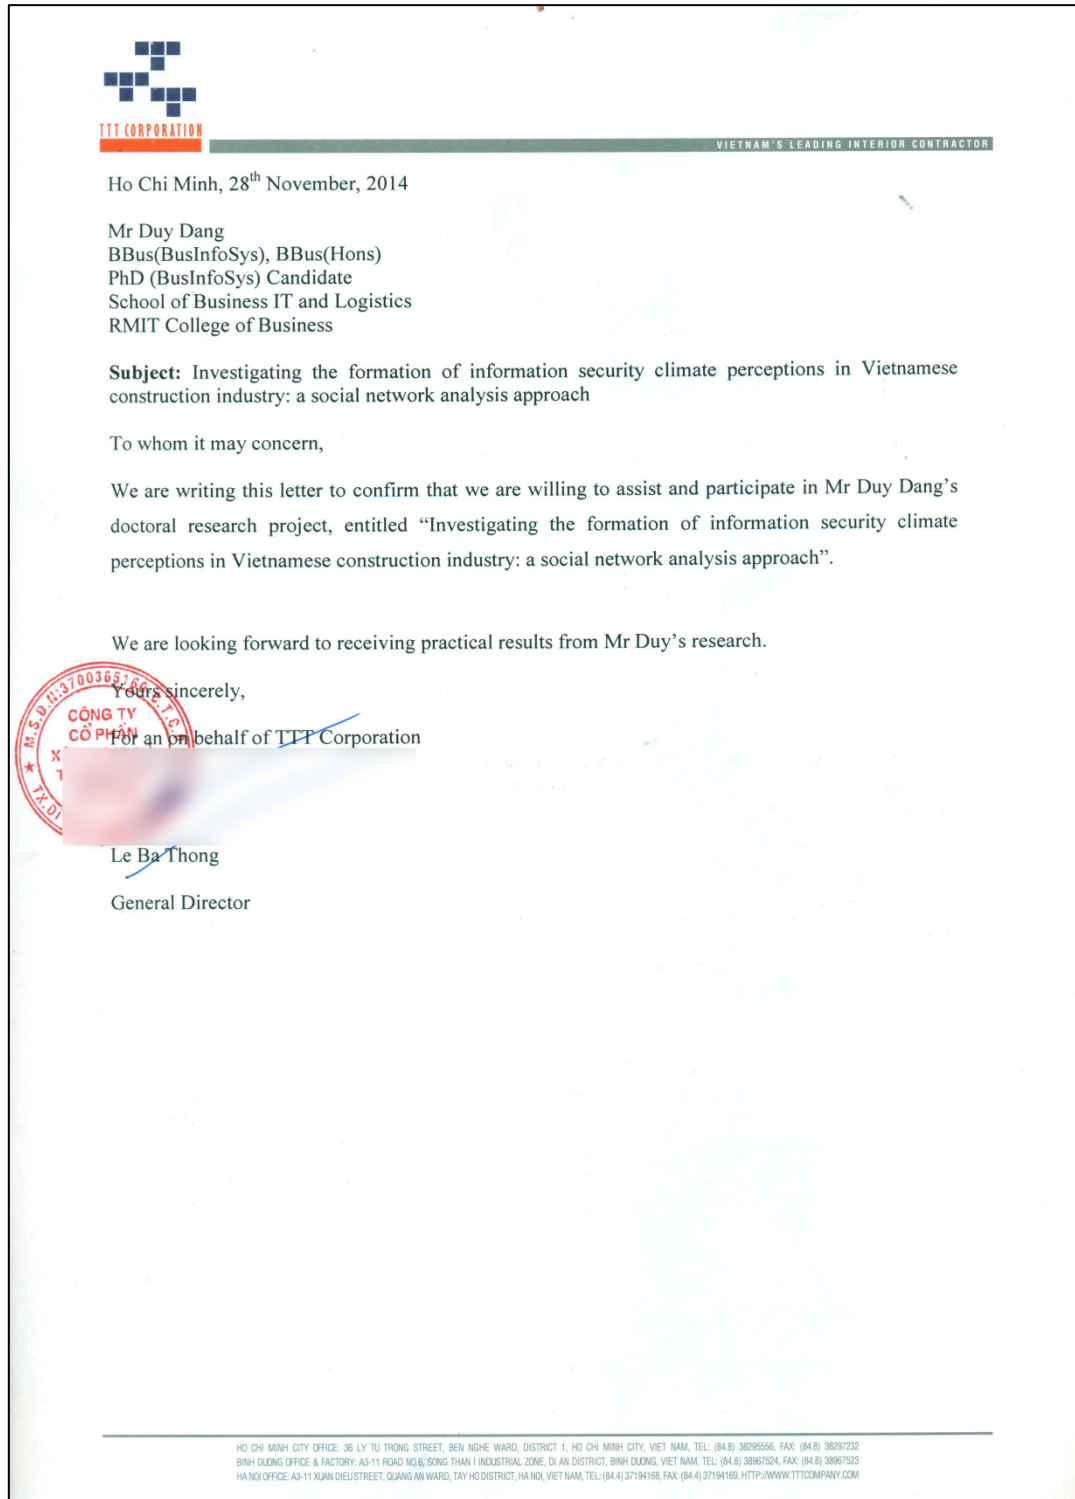 TTT CORPORATION
VIETNAM'S LEADING INTERIOR CONTRACTOR
Ho Chi Minh, 28th November, 2014
Mr Duy Dang
BBus(BusInfoSys), BBus(Hons)
PhD (BusInfoSys) Candidate
School of Business IT and Logistics
RMIT College of Business
Subject: Investigating the formation of information security climate perceptions in Vietnamese
construction industry: a social network analysis approach
To whom it may concern,
We are writing this letter to confirm that we are willing to assist and participate in Mr Duy Dang's
doctoral research project, entitled “Investigating the formation of information security climate
perceptions in Vietnamese construction industry: a social network analysis approach”.
We are looking forward to receiving practical results from Mr Duy's research.
Yours sincerely,
For an on behalf of TTT Corporation
M.S.D.N:3700365160
CÔNG TY
CỔ PHẦN
Le Ba Thong
General Director
HO CHI MINH CITY OFFICE: 36 LY TU TRONG STREET, BEN NGHE WARD, DISTRICT 1, HO CHI MINH CITY, VIET NAM, TEL: (84.8) 38295556, FAX: (84.8) 38297232
BINH DUONG OFFICE & FACTORY: A3-11 ROAD NO.6, SONG THAN I INDUSTRIAL ZONE, DI AN DISTRICT, BINH DUONG, VIET NAM, TEL: (84.8) 38967524, FAX: (84.8) 38967523
HA NOI OFFICE: A3-11 XUAN DIEU STREET, QUANG AN WARD, TAY HO DISTRICT, HA NOI, VIET NAM, TEL: (84.4) 37194168, FAX: (84.4) 37194169, HTTP://WWW.TTTCOMPANY.COM